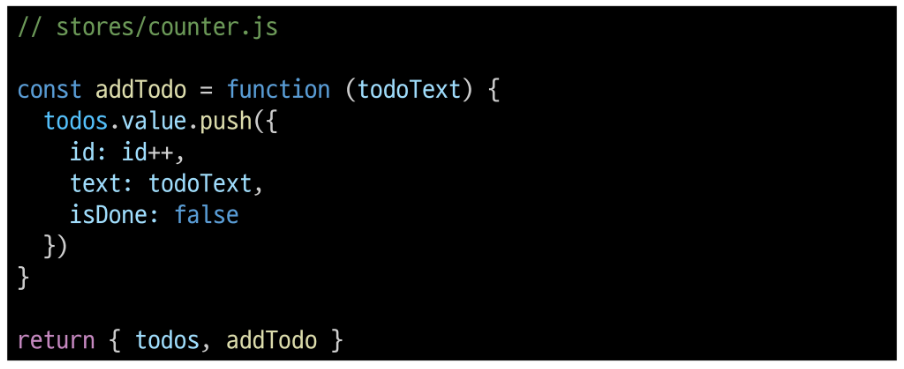 // stores/counter.js

const addTodo = function (todoText) {
  todos.value.push({
    id: id++,
    text: todoText,
    isDone: false
  })
}

return { todos, addTodo }